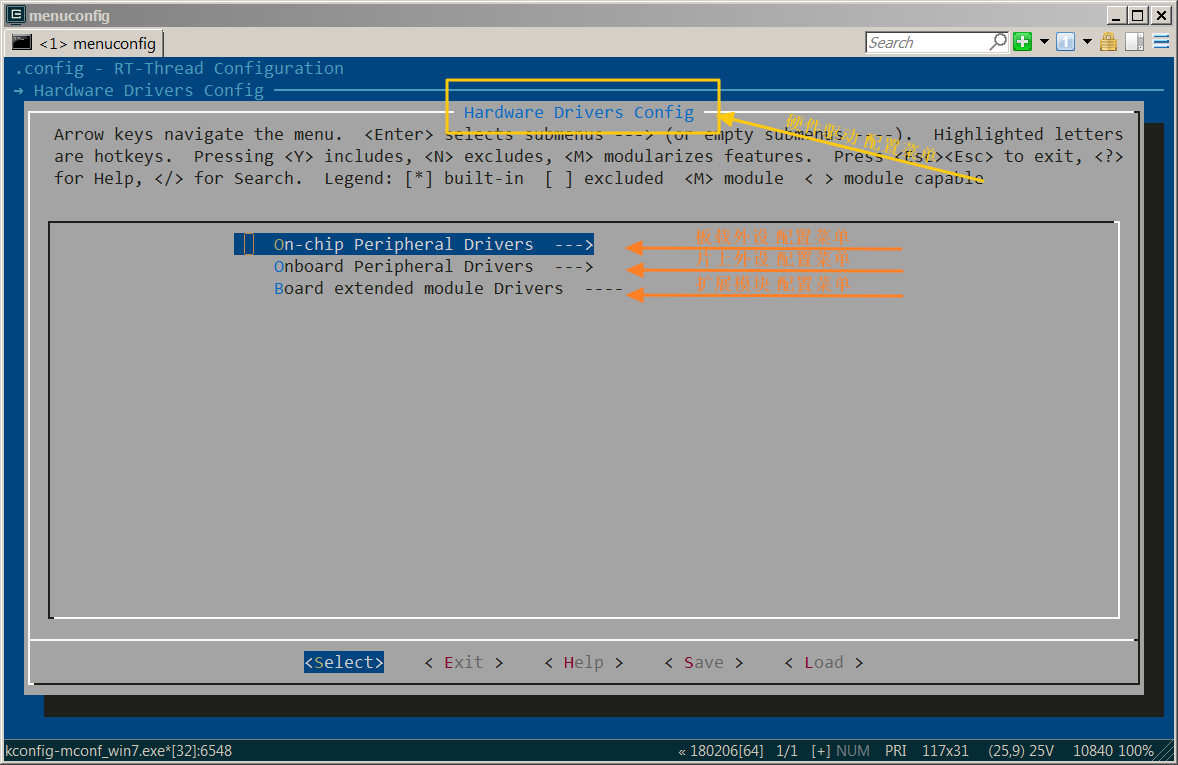 menuconfig
<1> menuconfig
Search
.config - RT-Thread Configuration
→ Hardware Drivers Config
Hardware Drivers Config
Arrow keys navigate the menu. <Enter> selects submenus ---> (or empty submenus ----). Highlighted letters
are hotkeys. Pressing <Y> includes, <N> excludes, <M> modularizes features. Press <Esc><Esc> to exit, <?>
for Help, </> for Search. Legend: [*] built-in [ ] excluded <M> module < > module capable
硬件驱动 配置菜单
On-chip Peripheral Drivers --->
板载外设 配置菜单
Onboard Peripheral Drivers --->
片上外设 配置菜单
Board extended module Drivers ----
扩展模块 配置菜单
<Select> < Exit > < Help > < Save > < Load >
kconfig-mconf_win7.exe*[32]:6548 « 180206[64] 1/1 [+] NUM PRI 117x31 (25,9) 25V 10840 100%